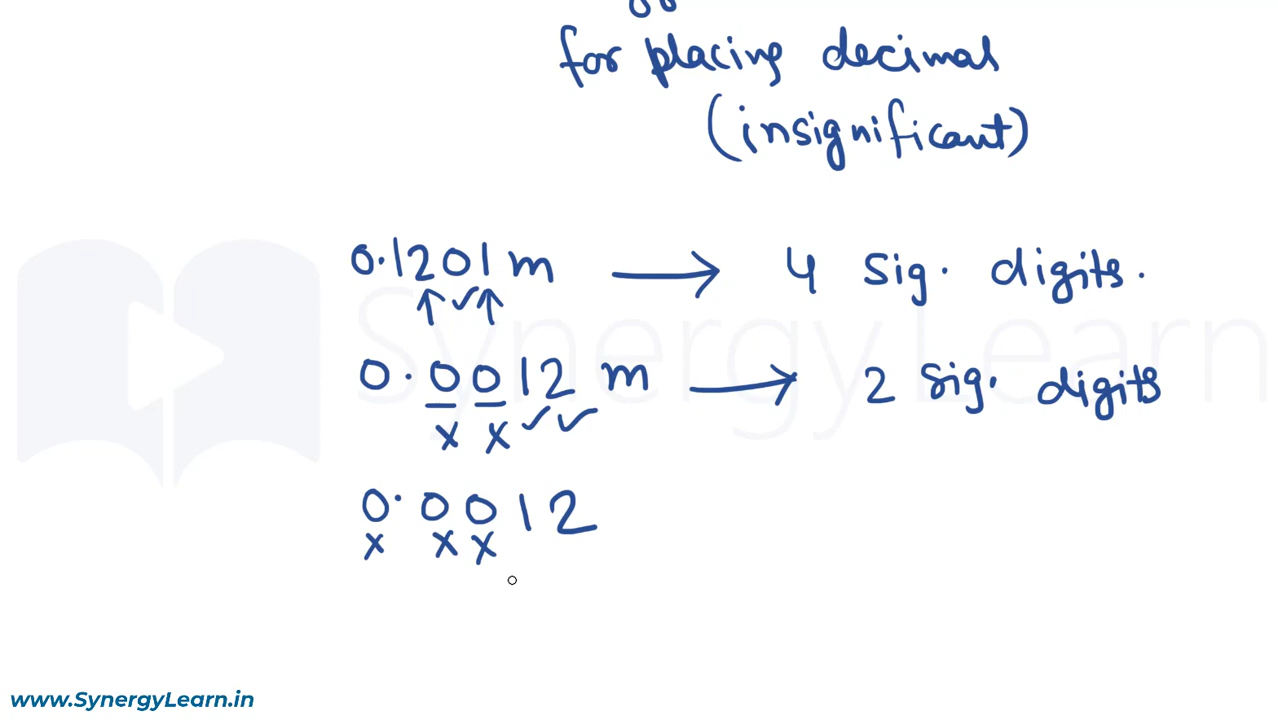 for placing decimal
(insignificant)
0.1201 m → 4 sig. digits.
↑ ✓ ↑
0.0012 m → 2 sig. digits
x x ✓ ✓
0.0012
x x x
SynergyLearn
www.SynergyLearn.in